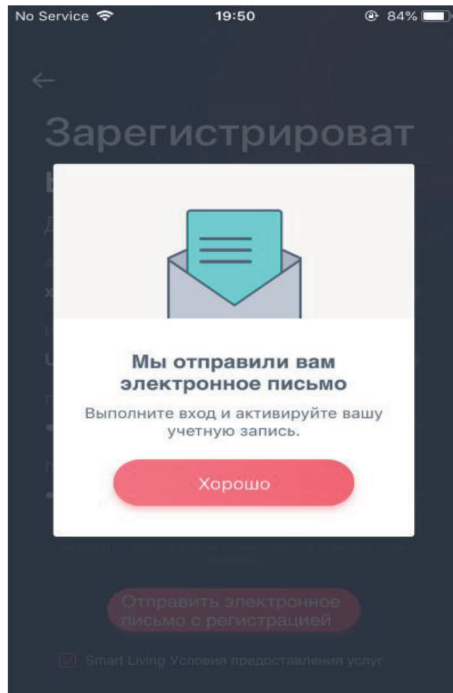 No Service 19:50 84%
Зарегистрироват
Мы отправили вам
электронное письмо
Выполните вход и активируйте вашу
учетную запись.
Хорошо
Отправить электронное
письмо с регистрацией
Smart Living Условия предоставления услуг